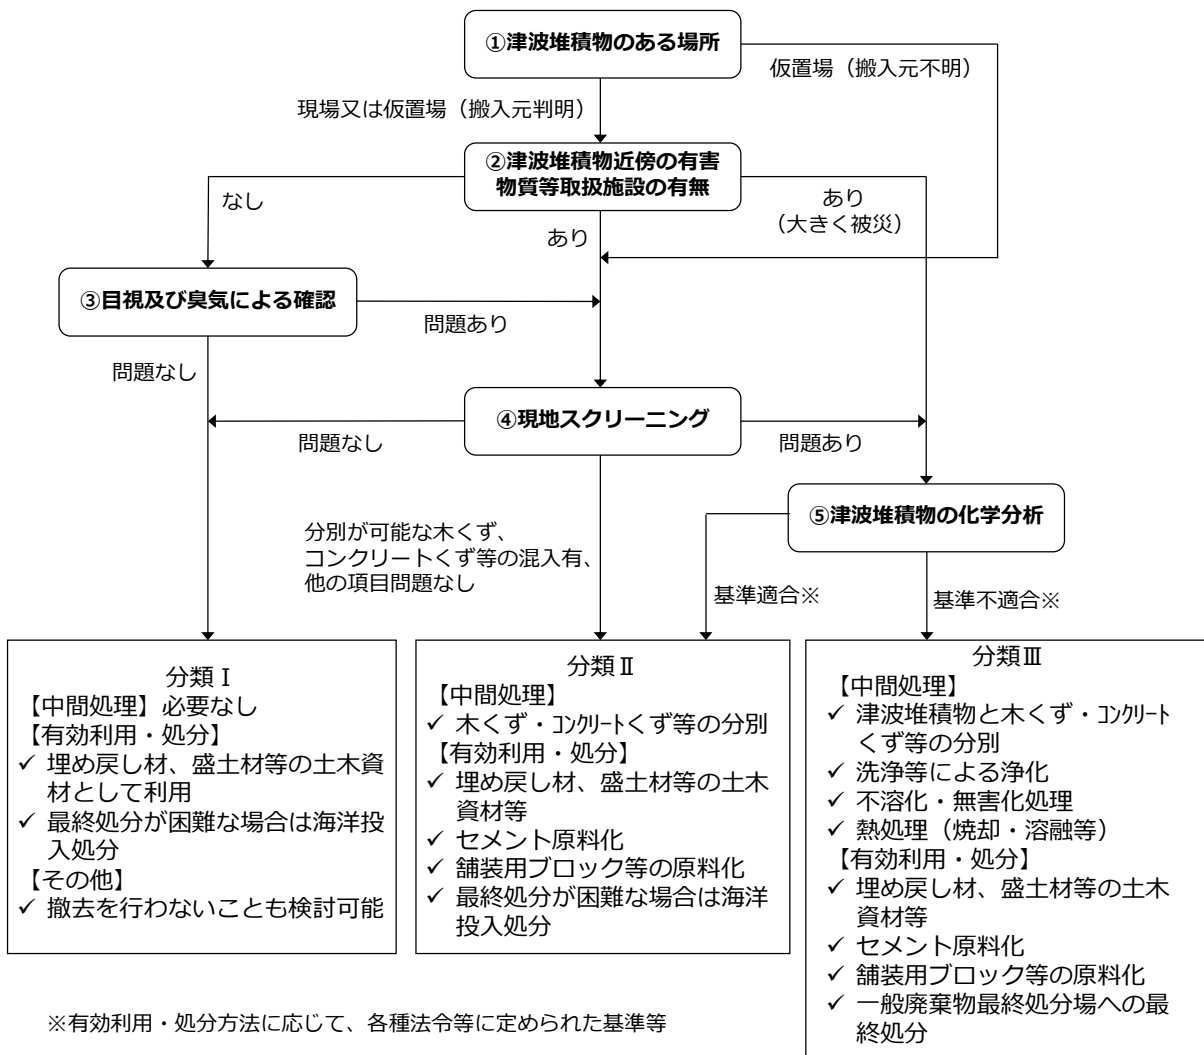 ①津波堆積物のある場所
仮置場（搬入元不明）
現場又は仮置場（搬入元判明）
②津波堆積物近傍の有害
物質等取扱施設の有無
なし
あり
あり
（大きく被災）
③目視及び臭気による確認
問題あり
問題なし
④現地スクリーニング
問題なし
問題あり
⑤津波堆積物の化学分析
分別が可能な木くず、
コンクリートくず等の混入有、
他の項目問題なし
基準適合※
基準不適合※
分類Ⅰ
【中間処理】必要なし
【有効利用・処分】
✓ 埋め戻し材、盛土材等の土木資
材として利用
✓ 最終処分が困難な場合は海洋投
入処分
【その他】
✓ 撤去を行わないことも検討可能
分類Ⅱ
【中間処理】
✓ 木くず・ｺﾝｸﾘｰﾄくず等の分別
【有効利用・処分】
✓ 埋め戻し材、盛土材等の土木
資材等
✓ セメント原料化
✓ 舗装用ブロック等の原料化
✓ 最終処分が困難な場合は海洋
投入処分
分類Ⅲ
【中間処理】
✓ 津波堆積物と木くず・ｺﾝｸﾘｰﾄ
くず等の分別
✓ 洗浄等による浄化
✓ 不溶化・無害化処理
✓ 熱処理（焼却・溶融等）
【有効利用・処分】
✓ 埋め戻し材、盛土材等の土木
資材等
✓ セメント原料化
✓ 舗装用ブロック等の原料化
✓ 一般廃棄物最終処分場への最
終処分
※有効利用・処分方法に応じて、各種法令等に定められた基準等